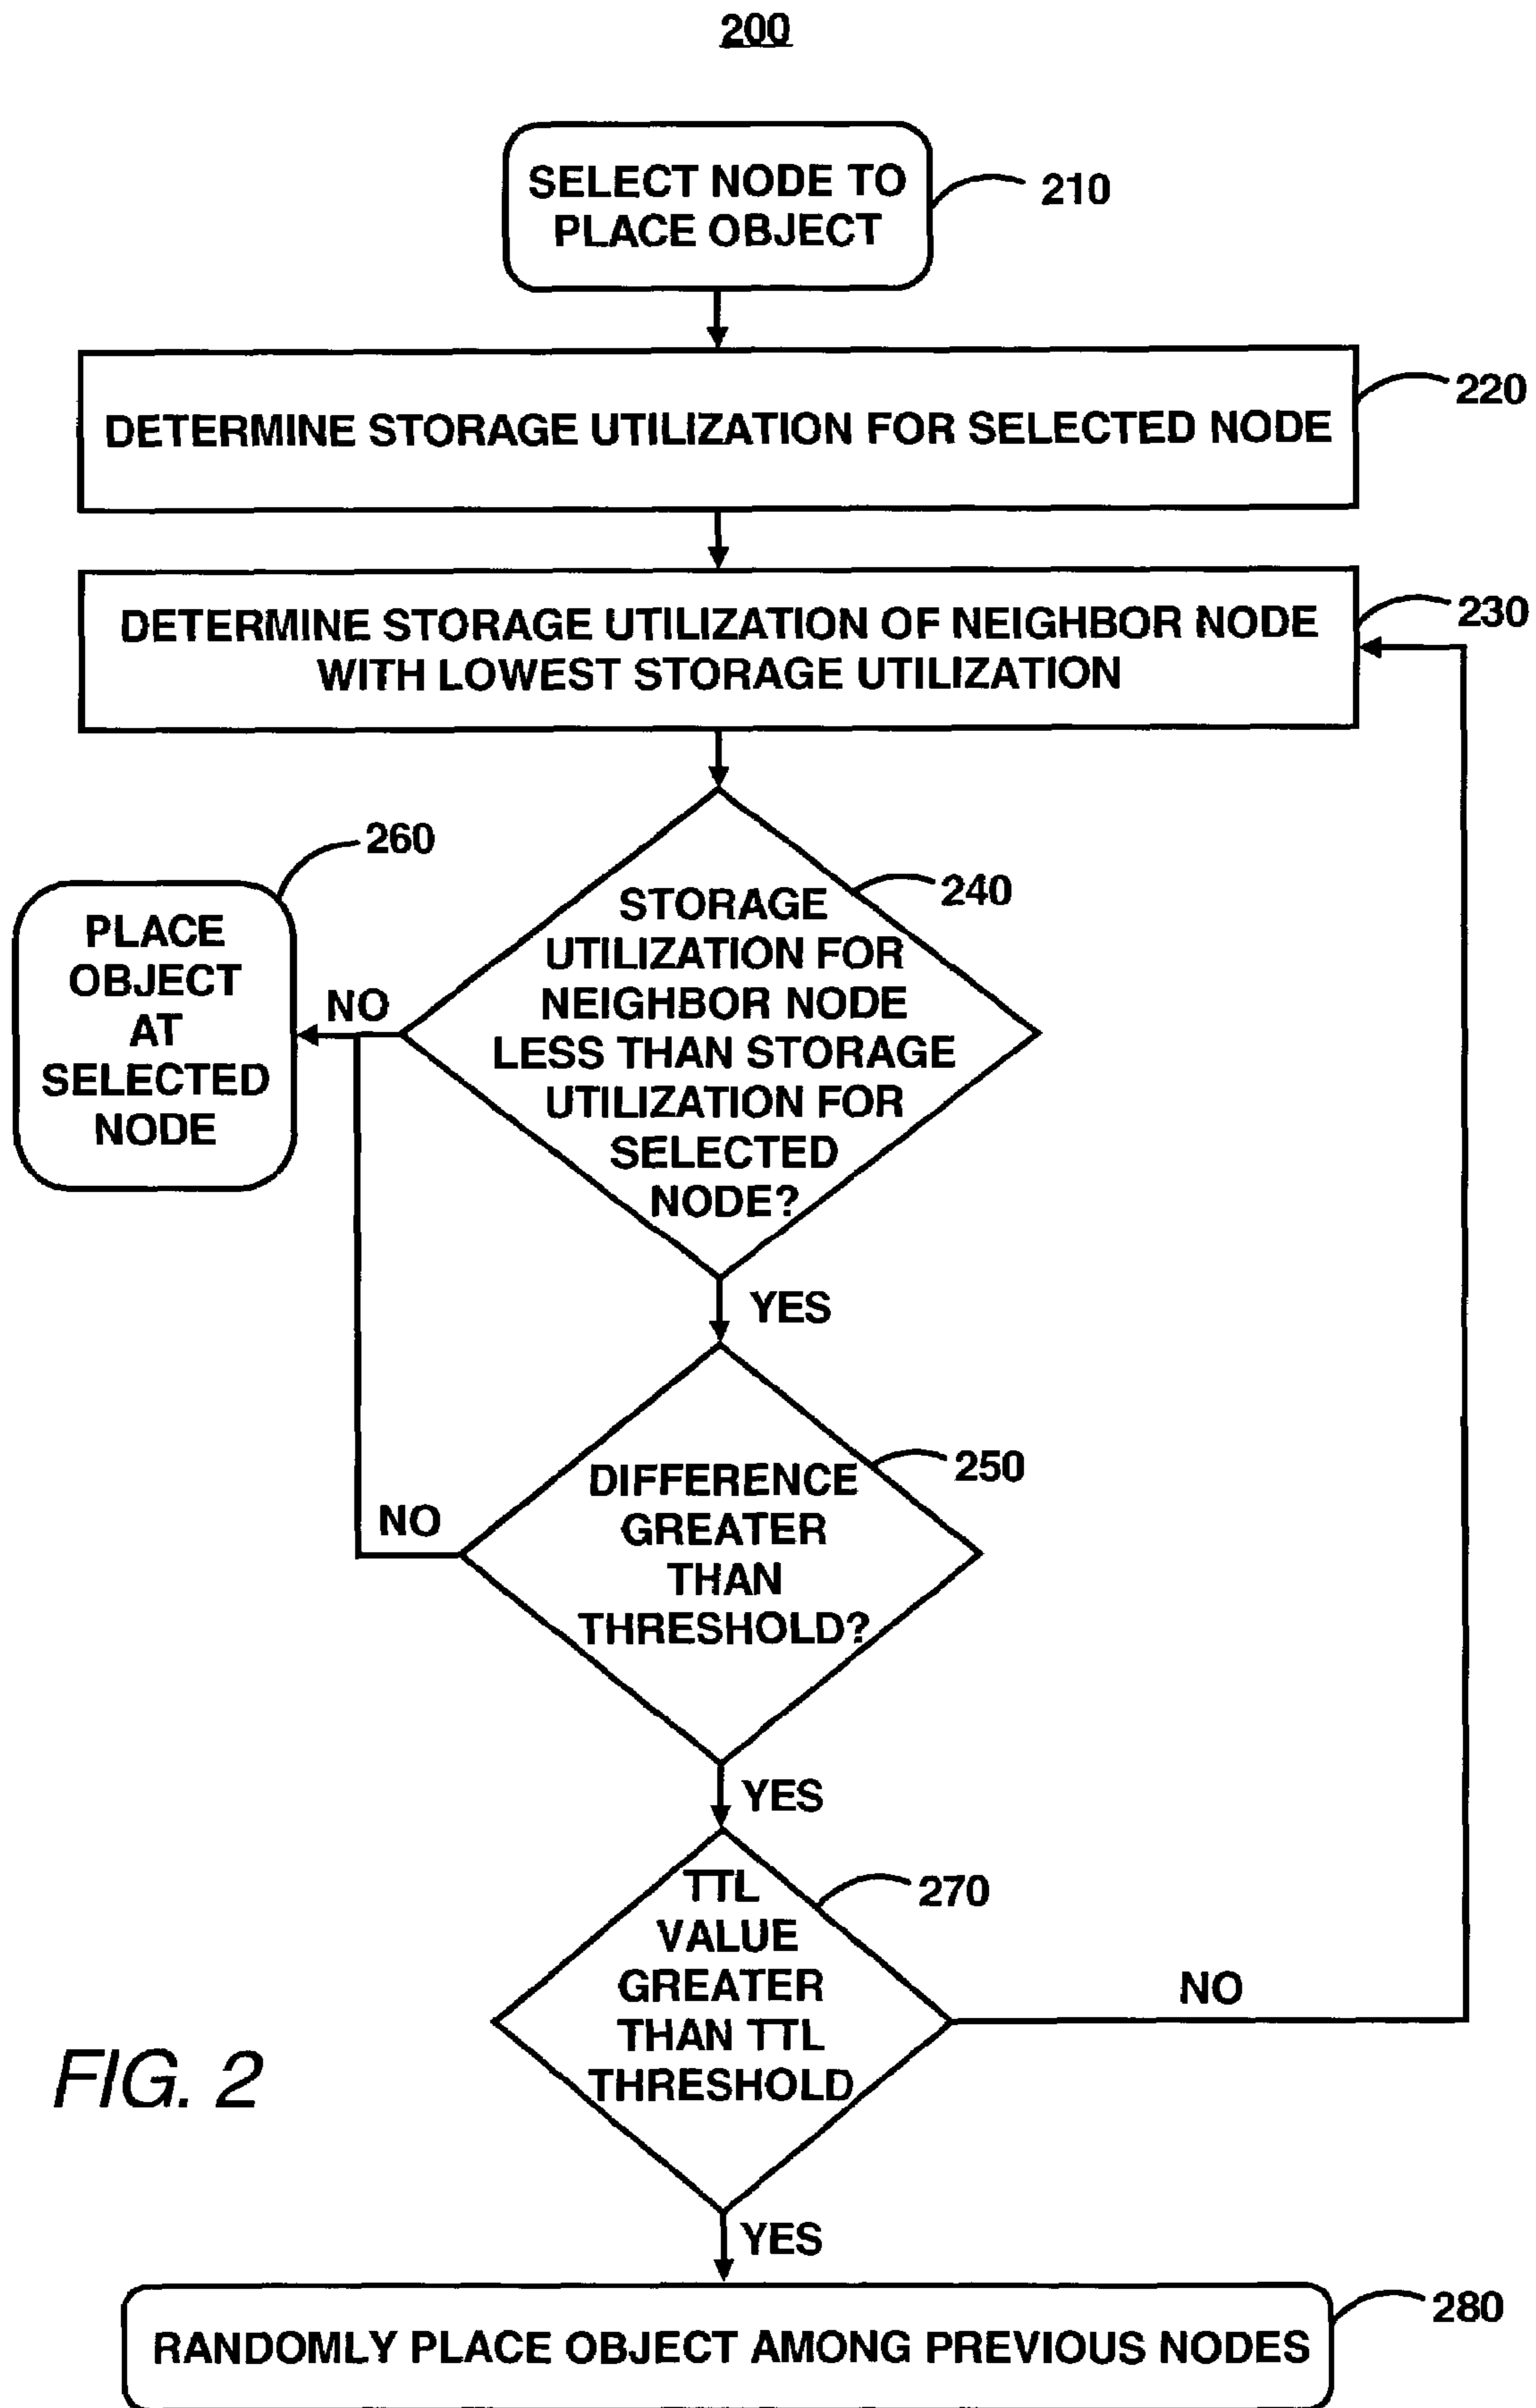 200
SELECT NODE TO
PLACE OBJECT
210
DETERMINE STORAGE UTILIZATION FOR SELECTED NODE
220
DETERMINE STORAGE UTILIZATION OF NEIGHBOR NODE
WITH LOWEST STORAGE UTILIZATION
230
260
PLACE
OBJECT
AT
SELECTED
NODE
NO
STORAGE
UTILIZATION FOR
NEIGHBOR NODE
LESS THAN STORAGE
UTILIZATION FOR
SELECTED
NODE?
240
YES
DIFFERENCE
GREATER
THAN
THRESHOLD?
250
NO
YES
TTL
VALUE
GREATER
THAN TTL
THRESHOLD
270
NO
FIG. 2
YES
RANDOMLY PLACE OBJECT AMONG PREVIOUS NODES
280